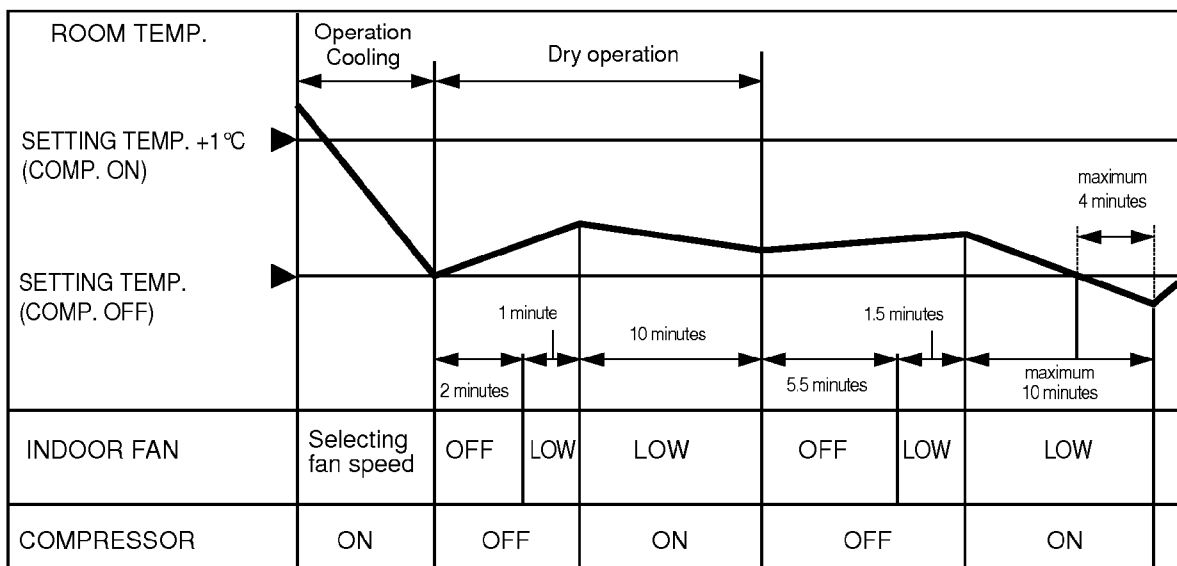 ROOM TEMP.
Operation
Cooling
Dry operation
SETTING TEMP. +1°C
(COMP. ON)
maximum
4 minutes
SETTING TEMP.
(COMP. OFF)
1 minute
10 minutes
1.5 minutes
2 minutes
5.5 minutes
maximum
10 minutes
INDOOR FAN
Selecting
fan speed
OFF
LOW
LOW
OFF
LOW
LOW
COMPRESSOR
ON
OFF
ON
OFF
ON